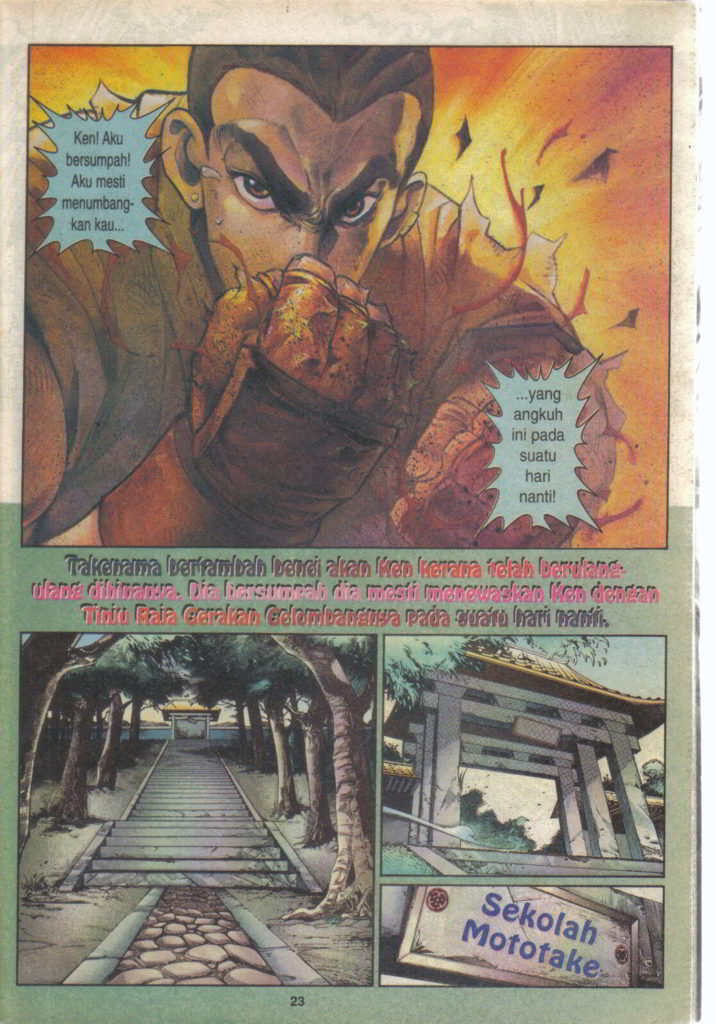 Ken! Aku
bersumpah!
Aku mesti
menumbang-
kan kau...
...yang
angkuh
ini pada
suatu
hari
nanti!
Takenama bertambah benci akan Ken kerana telah berulang-
ulang dihinanya. Dia bersumpah dia mesti menewaskan Ken dengan
Tinju Raja Gerakan Gelombangnya pada suatu hari nanti.
Sekolah
Mototake
23